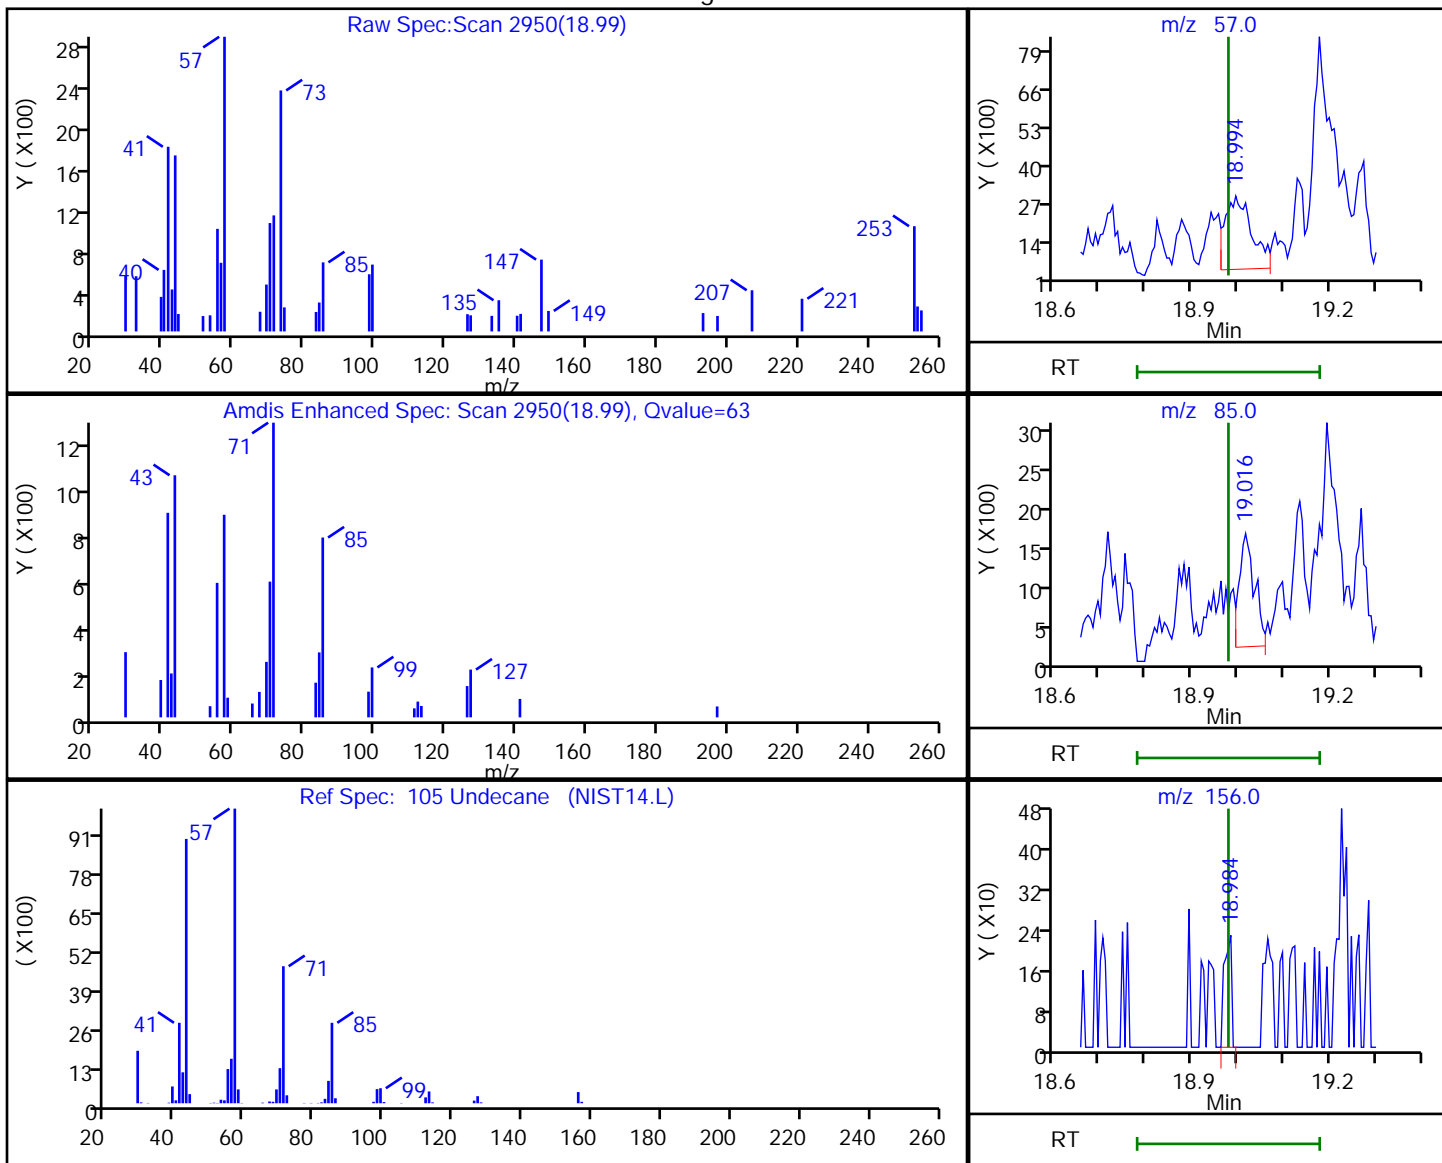 Raw Spec:Scan 2950(18.99)
Y ( X100)
28
24
20
16
12
8
4
0
57
41
40
73
85
135
147
149
207
221
253
20 40 60 80 100 120 140 160 180 200 220 240 260
m/z
m/z 57.0
Y ( X100)
79
66
53
40
27
14
1
18.994
18.6 18.9 19.2
Min
RT
Amdis Enhanced Spec: Scan 2950(18.99), Qvalue=63
Y ( X100)
12
10
8
6
4
2
0
43
71
85
99
127
20 40 60 80 100 120 140 160 180 200 220 240 260
m/z
m/z 85.0
Y ( X100)
30
25
20
15
10
5
0
19.016
18.6 18.9 19.2
Min
RT
Ref Spec: 105 Undecane (NIST14.L)
( X100)
91
78
65
52
39
26
13
0
57
41
71
85
99
20 40 60 80 100 120 140 160 180 200 220 240 260
m/z 156.0
Y ( X10)
48
40
32
24
16
8
0
18.984
18.6 18.9 19.2
Min
RT